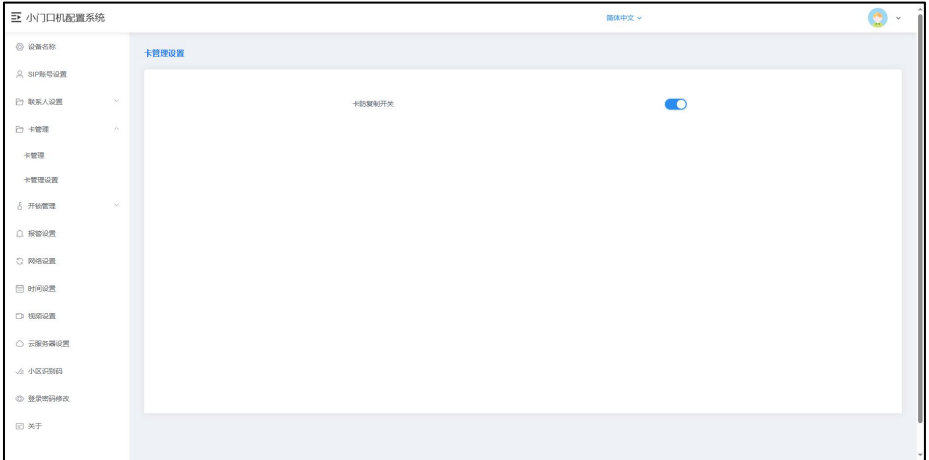 小门口机配置系统
简体中文
设备名称
SIP账号设置
联系人设置
卡管理
卡管理
卡管理设置
开锁管理
报警设置
网络设置
时间设置
视频设置
云服务器设置
小区识别码
登录密码修改
关于
卡管理设置
卡防复制开关